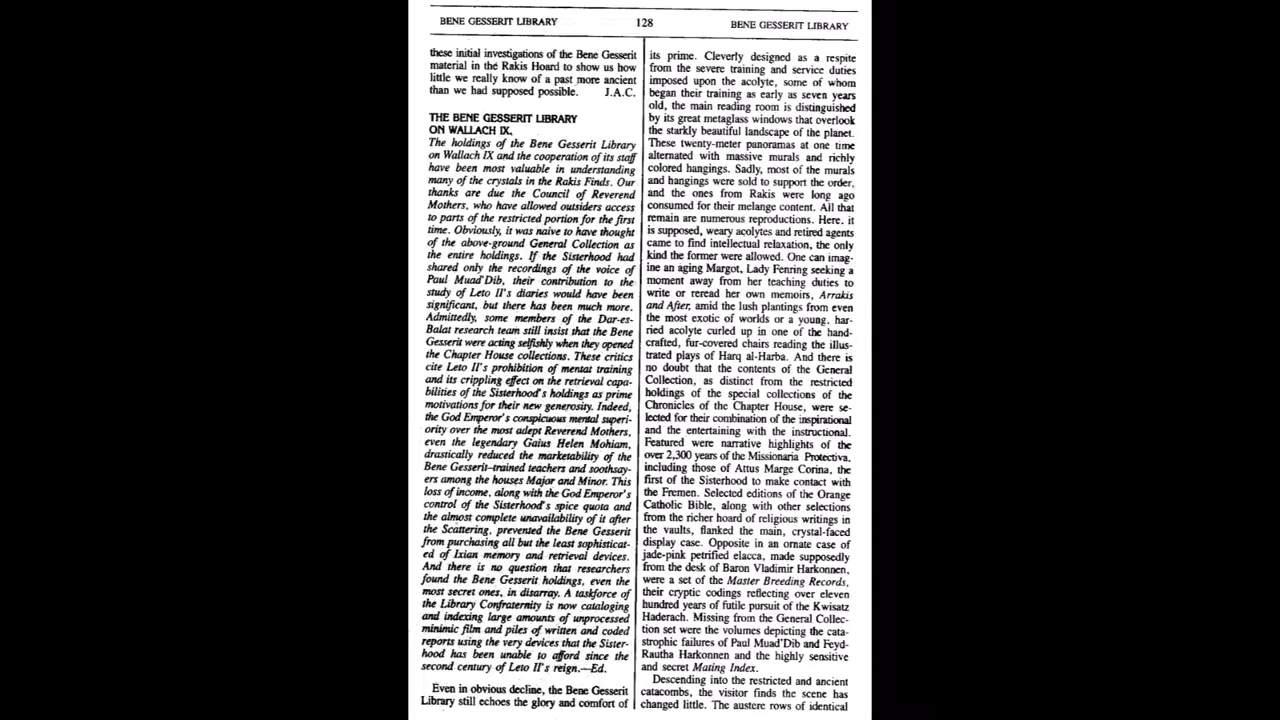 BENE GESSERIT LIBRARY 128 BENE GESSERIT LIBRARY
these initial investigations of the Bene Gesserit
material in the Rakis Hoard to show us how
little we really know of a past more ancient
than we had supposed possible. J.A.C.
THE BENE GESSERIT LIBRARY
ON WALLACH IX.
The holdings of the Bene Gesserit Library
on Wallach IX and the cooperation of its staff
have been most valuable in understanding
many of the crystals in the Rakis Finds. Our
thanks are due the Council of Reverend
Mothers, who have allowed outsiders access
to parts of the restricted portion for the first
time. Obviously, it was naive to have thought
of the above-ground General Collection as
the entire holdings. If the Sisterhood had
shared only the recordings of the voice of
Paul Muad'Dib, their contribution to the
study of Leto II's diaries would have been
significant, but there has been much more.
Admittedly, some members of the Dar-es-
Balat research team still insist that the Bene
Gesserit were acting selfishly when they opened
the Chapter House collections. These critics
cite Leto II's prohibition of mentat training
and its crippling effect on the retrieval capa-
bilities of the Sisterhood's holdings as prime
motivations for their new generosity. Indeed,
the God Emperor's conspicuous mental superi-
ority over the most adept Reverend Mothers,
even the legendary Gaius Helen Mohiam,
drastically reduced the marketability of the
Bene Gesserit–trained teachers and soothsay-
ers among the houses Major and Minor. This
loss of income, along with the God Emperor's
control of the Sisterhood's spice quota and
the almost complete unavailability of it after
the Scattering, prevented the Bene Gesserit
from purchasing all but the least sophisticat-
ed of Ixian memory and retrieval devices.
And there is no question that researchers
found the Bene Gesserit holdings, even the
most secret ones, in disarray. A taskforce of
the Library Confraternity is now cataloging
and indexing large amounts of unprocessed
minimic film and piles of written and coded
reports using the very devices that the Sister-
hood has been unable to afford since the
second century of Leto II's reign.—Ed.
Even in obvious decline, the Bene Gesserit
Library still echoes the glory and comfort of
its prime. Cleverly designed as a respite
from the severe training and service duties
imposed upon the acolyte, some of whom
began their training as early as seven years
old, the main reading room is distinguished
by its great metaglass windows that overlook
the starkly beautiful landscape of the planet.
These twenty-meter panoramas at one time
alternated with massive murals and richly
colored hangings. Sadly, most of the murals
and hangings were sold to support the order,
and the ones from Rakis were long ago
consumed for their melange content. All that
remain are numerous reproductions. Here, it
is supposed, weary acolytes and retired agents
came to find intellectual relaxation, the only
kind the former were allowed. One can imag-
ine an aging Margot, Lady Fenring seeking a
moment away from her teaching duties to
write or reread her own memoirs, Arrakis
and After, amid the lush plantings from even
the most exotic of worlds or a young, har-
ried acolyte curled up in one of the hand-
crafted, fur-covered chairs reading the illus-
trated plays of Harq al-Harba. And there is
no doubt that the contents of the General
Collection, as distinct from the restricted
holdings of the special collections of the
Chronicles of the Chapter House, were se-
lected for their combination of the inspirational
and the entertaining with the instructional.
Featured were narrative highlights of the
over 2,300 years of the Missionaria Protectiva,
including those of Attus Marge Corina, the
first of the Sisterhood to make contact with
the Fremen. Selected editions of the Orange
Catholic Bible, along with other selections
from the richer hoard of religious writings in
the vaults, flanked the main, crystal-faced
display case. Opposite in an ornate case of
jade-pink petrified elacca, made supposedly
from the desk of Baron Vladimir Harkonnen,
were a set of the Master Breeding Records,
their cryptic codings reflecting over eleven
hundred years of futile pursuit of the Kwisatz
Haderach. Missing from the General Collec-
tion set were the volumes depicting the cata-
strophic failures of Paul Muad'Dib and Feyd-
Rautha Harkonnen and the highly sensitive
and secret Mating Index.
Descending into the restricted and ancient
catacombs, the visitor finds the scene has
changed little. The austere rows of identical